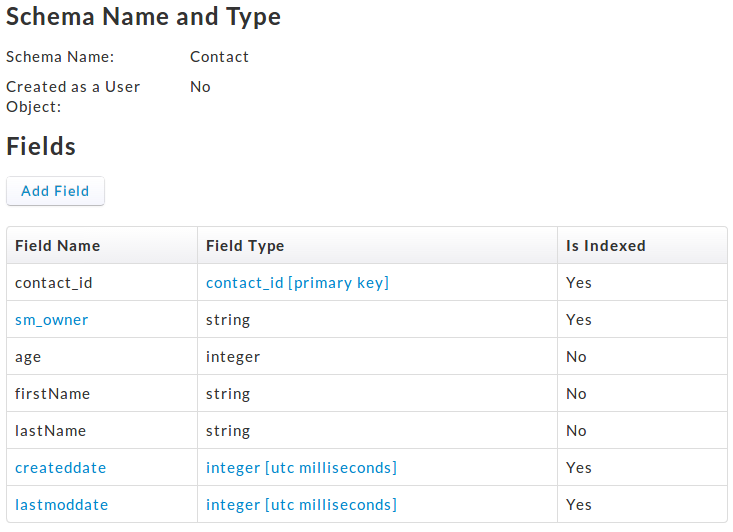 Schema Name and Type
Schema Name: Contact
Created as a User No
Object:
Fields
Add Field
Field Name Field Type Is Indexed
contact_id contact_id [primary key] Yes
sm_owner string Yes
age integer No
firstName string No
lastName string No
createddate integer [utc milliseconds] Yes
lastmoddate integer [utc milliseconds] Yes